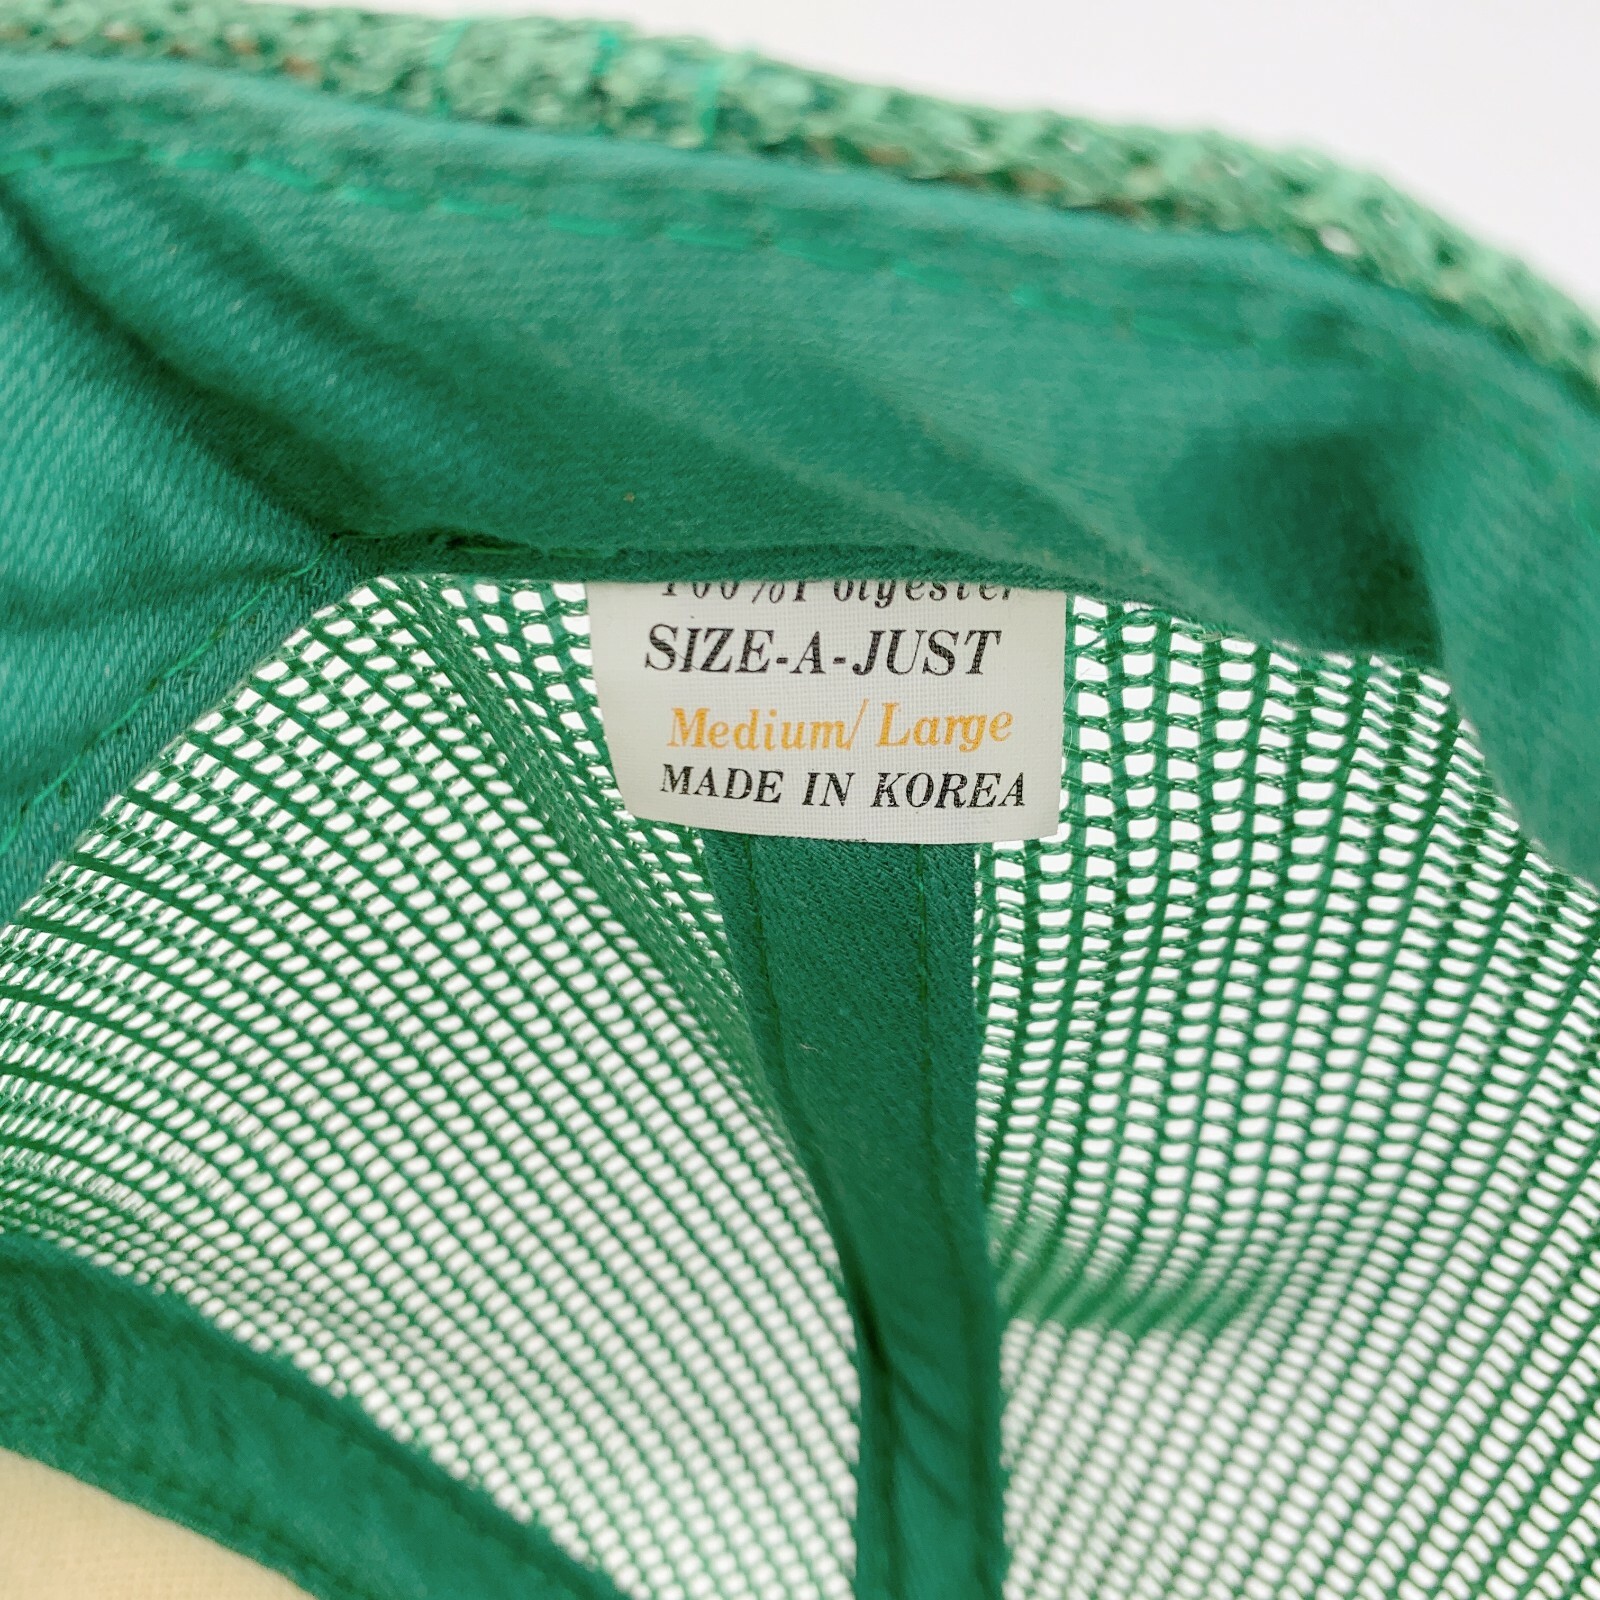 100% Polyester
SIZE-A-JUST
Medium/Large
MADE IN KOREA